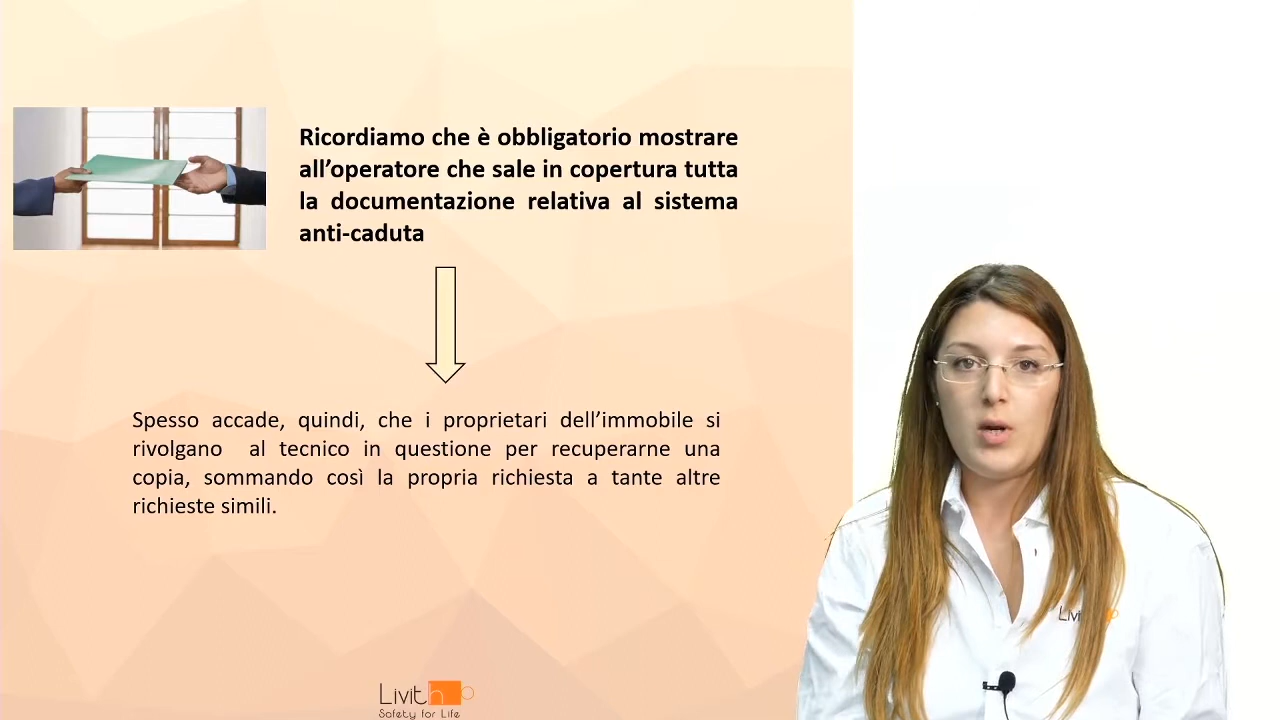 Ricordiamo che è obbligatorio mostrare
all’operatore che sale in copertura tutta
la documentazione relativa al sistema
anti-caduta
Spesso accade, quindi, che i proprietari dell’immobile si
rivolgano al tecnico in questione per recuperarne una
copia, sommando così la propria richiesta a tante altre
richieste simili.
Livith
Safety for Life